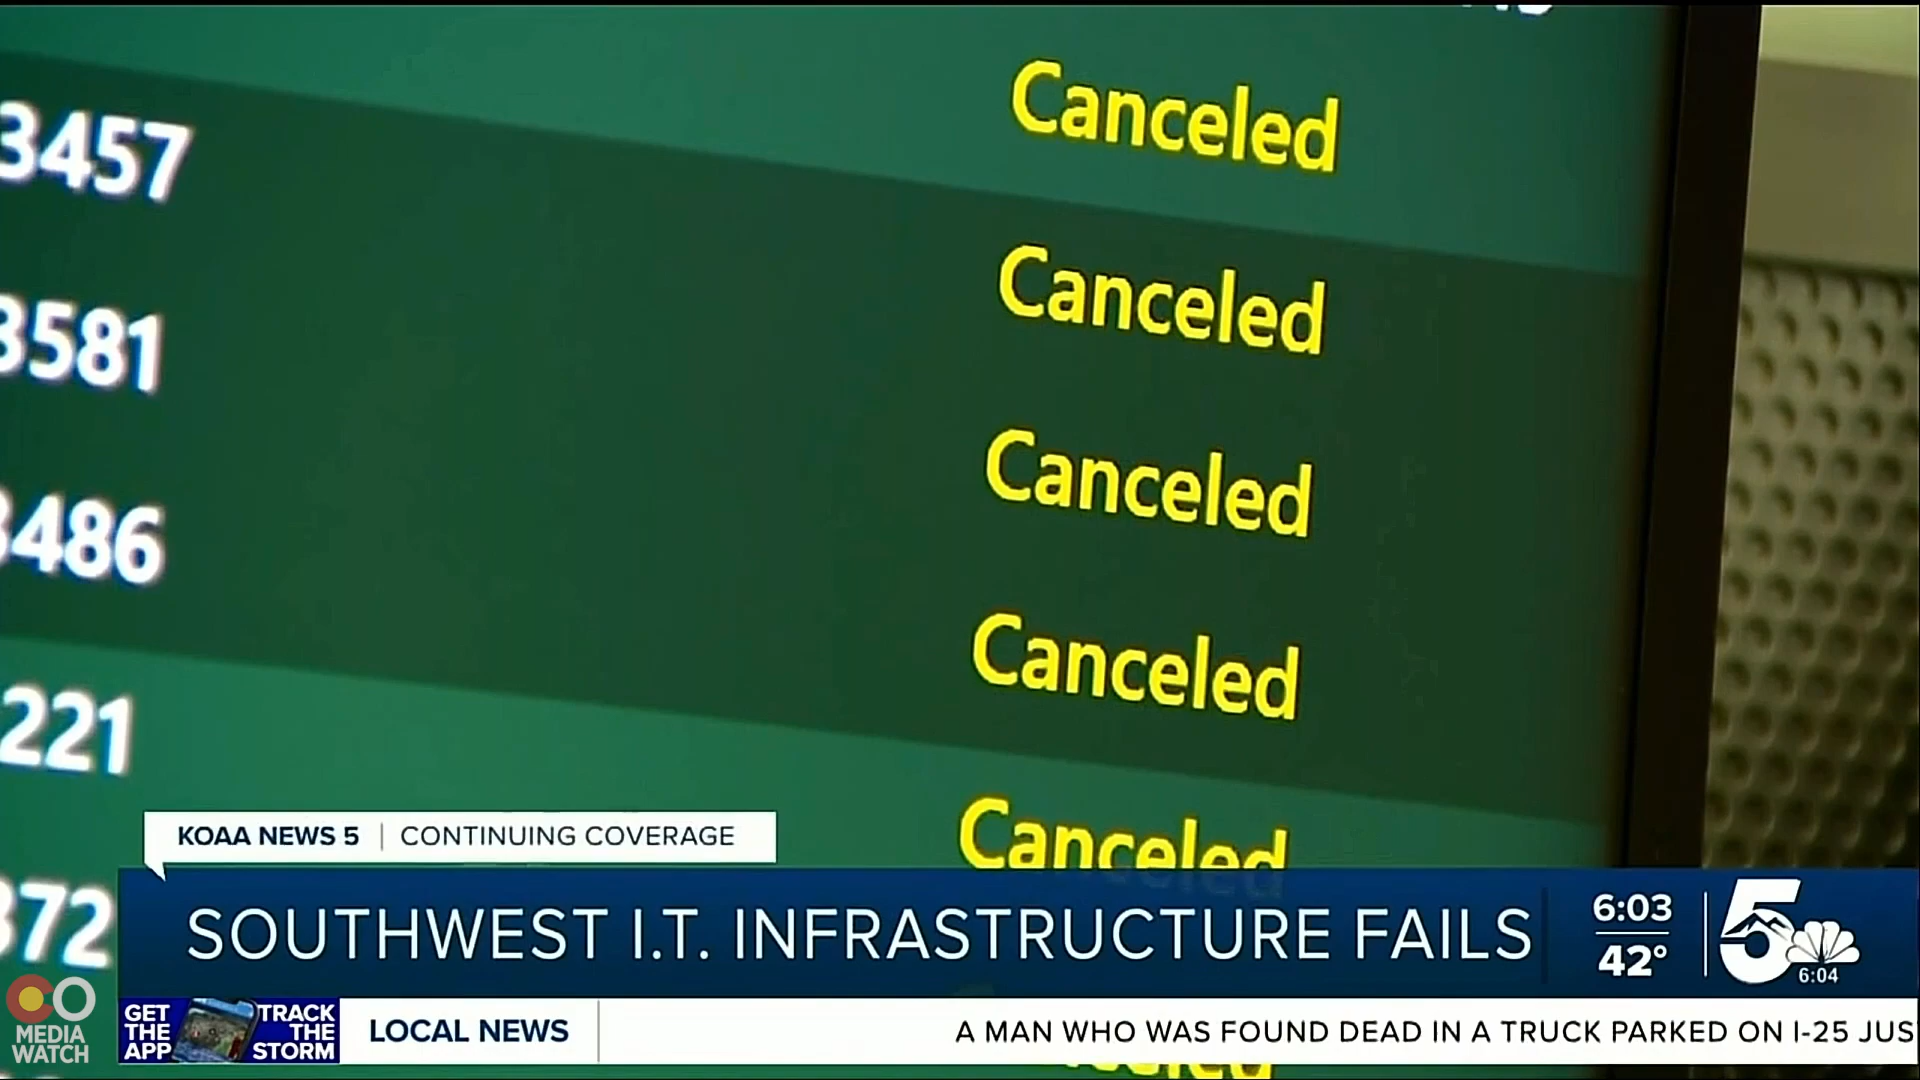 Canceled
3457
Canceled
3581
Canceled
3486
Canceled
221
Canceled
KOAA NEWS 5 | CONTINUING COVERAGE
SOUTHWEST I.T. INFRASTRUCTURE FAILS
6:03
42°
5
6:04
372
CO
MEDIA
WATCH
GET
THE
APP
TRACK
THE
STORM
LOCAL NEWS
A MAN WHO WAS FOUND DEAD IN A TRUCK PARKED ON I-25 JUS